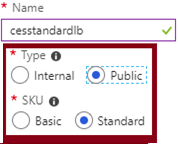 * Name
cesstandardlb
* Type
Internal Public
* SKU
Basic Standard